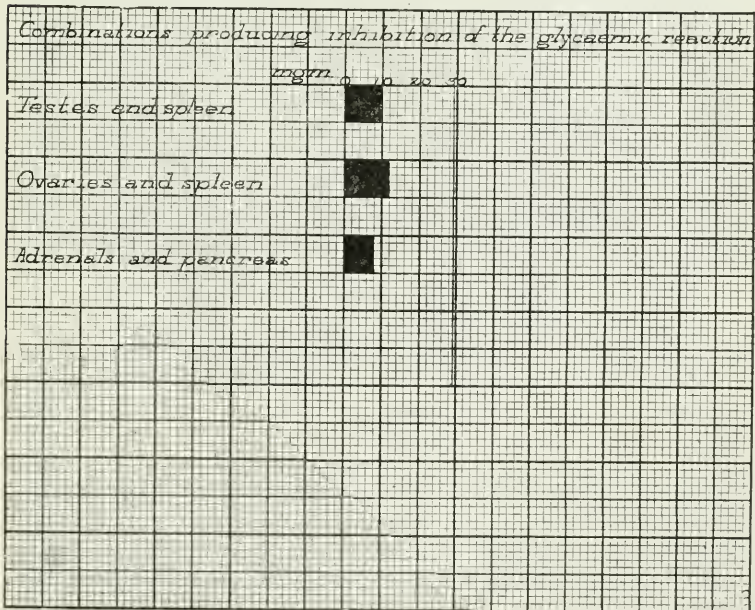 Combinations producing inhibition of the glycaemic reaction
mgm 0 10 20 30
Testes and spleen
Ovaries and spleen
Adrenals and pancreas